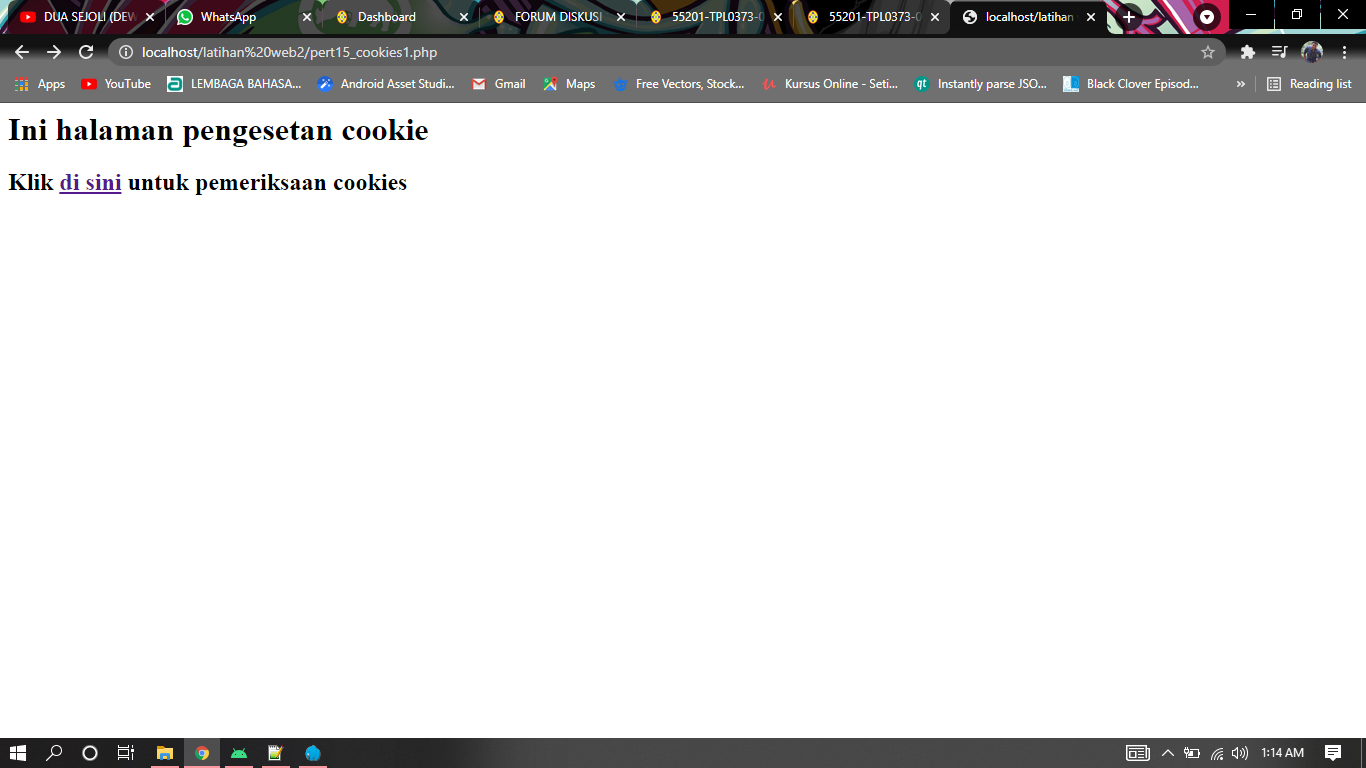 DUA SEJOLI (DEW
WhatsApp
Dashboard
FORUM DISKUSI
55201-TPL0373-0
55201-TPL0373-0
localhost/latihan
localhost/latihan%20web2/pert15_cookies1.php
Apps
YouTube
LEMBAGA BAHASA...
Android Asset Studi...
Gmail
Maps
Free Vectors, Stock...
Kursus Online - Seti...
qt
Instantly parse JSO...
Black Clover Episod...
»
Reading list
Ini halaman pengesetan cookie
Klik di sini untuk pemeriksaan cookies
1:14 AM